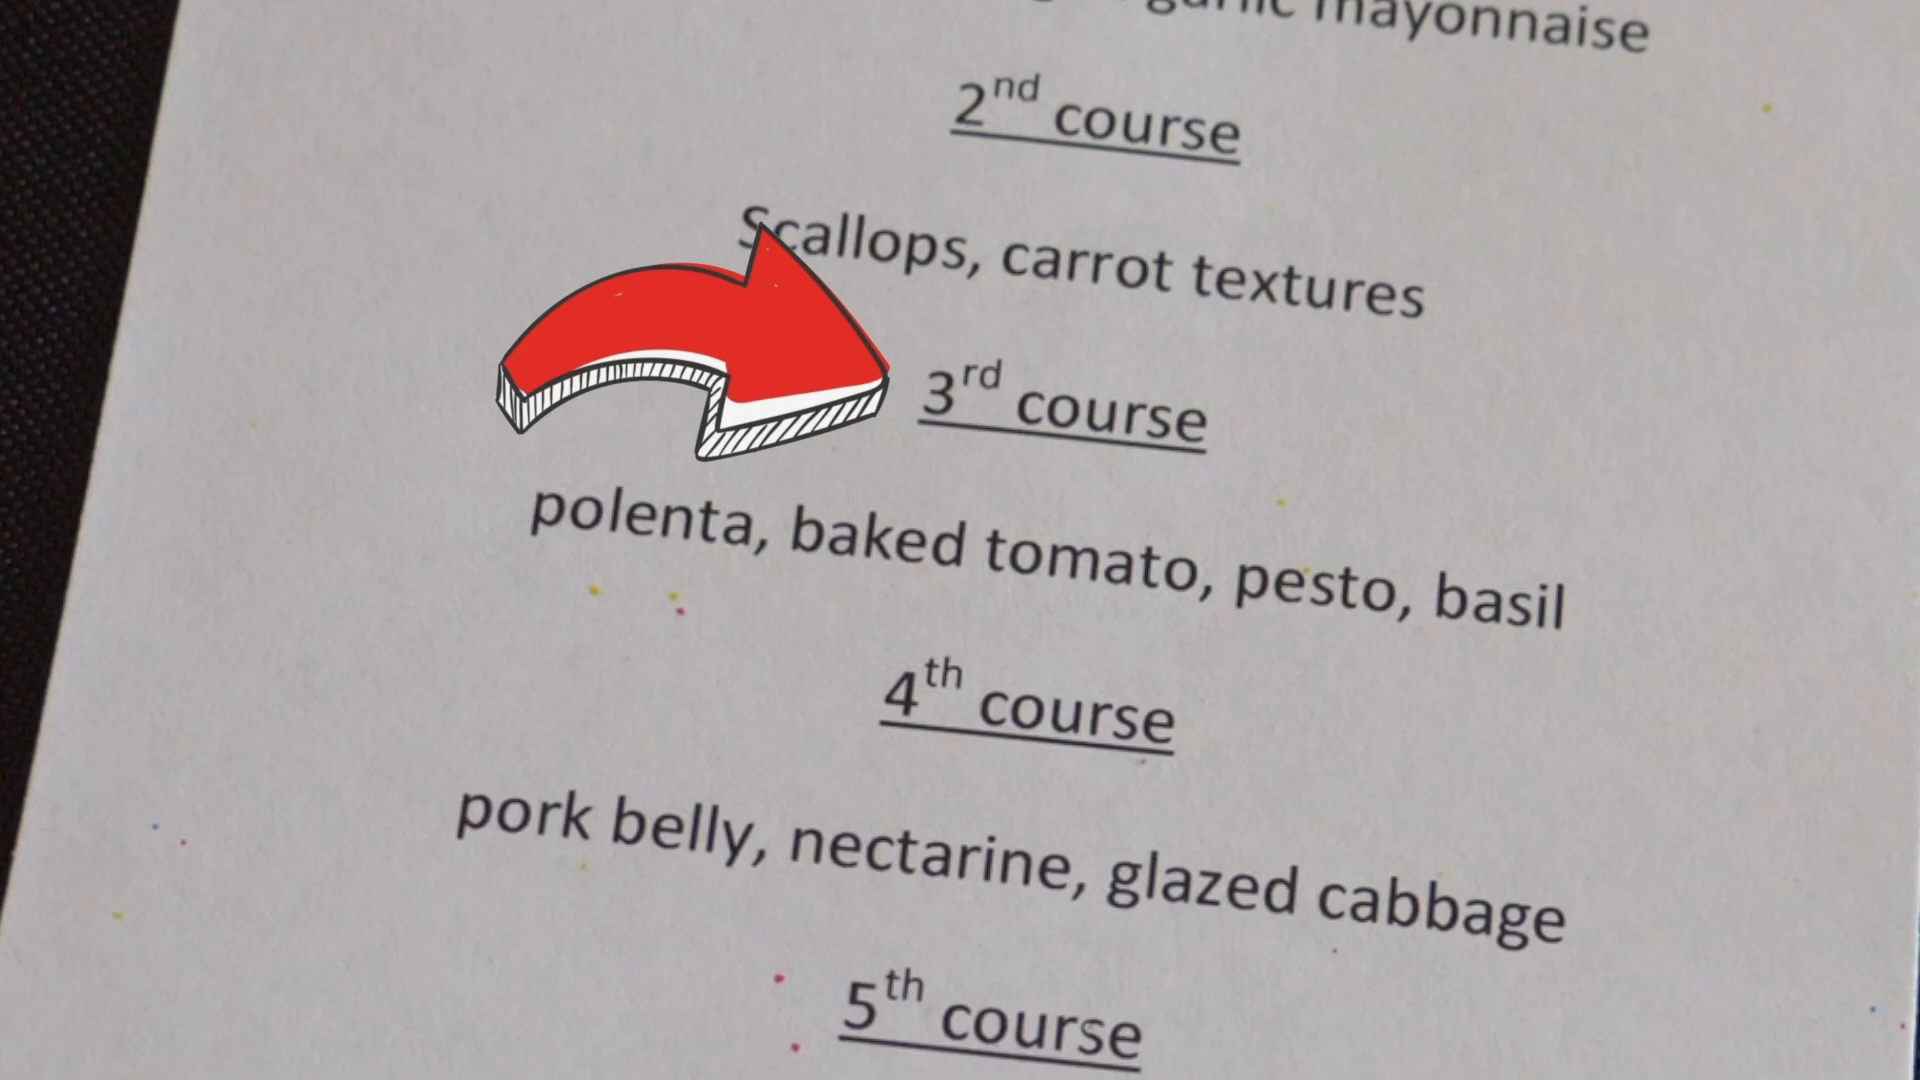 organic mayonnaise
2nd course
Scallops, carrot textures
3rd course
polenta, baked tomato, pesto, basil
4th course
pork belly, nectarine, glazed cabbage
5th course